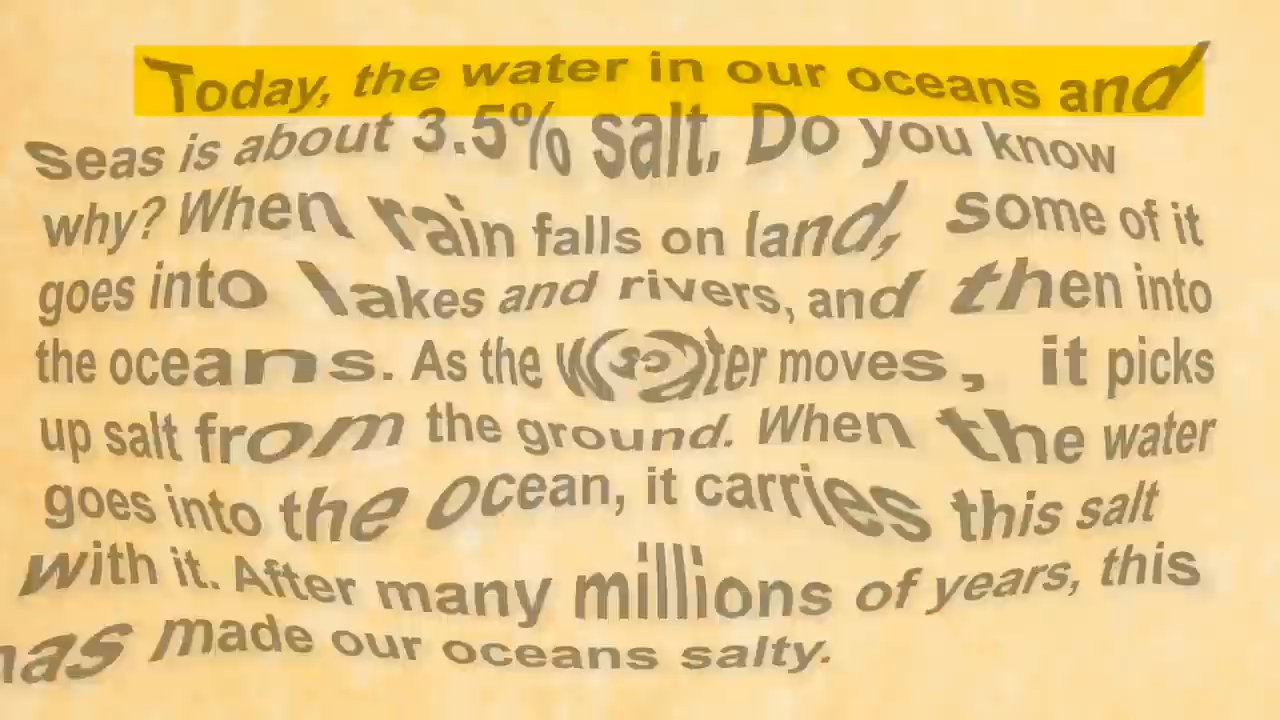 Today, the water in our oceans and
seas is about 3.5% salt. Do you know
why? When rain falls on land, some of it
goes into lakes and rivers, and then into
the oceans. As the water moves, it picks
up salt from the ground. When the water
goes into the ocean, it carries this salt
with it. After many millions of years, this
has made our oceans salty.